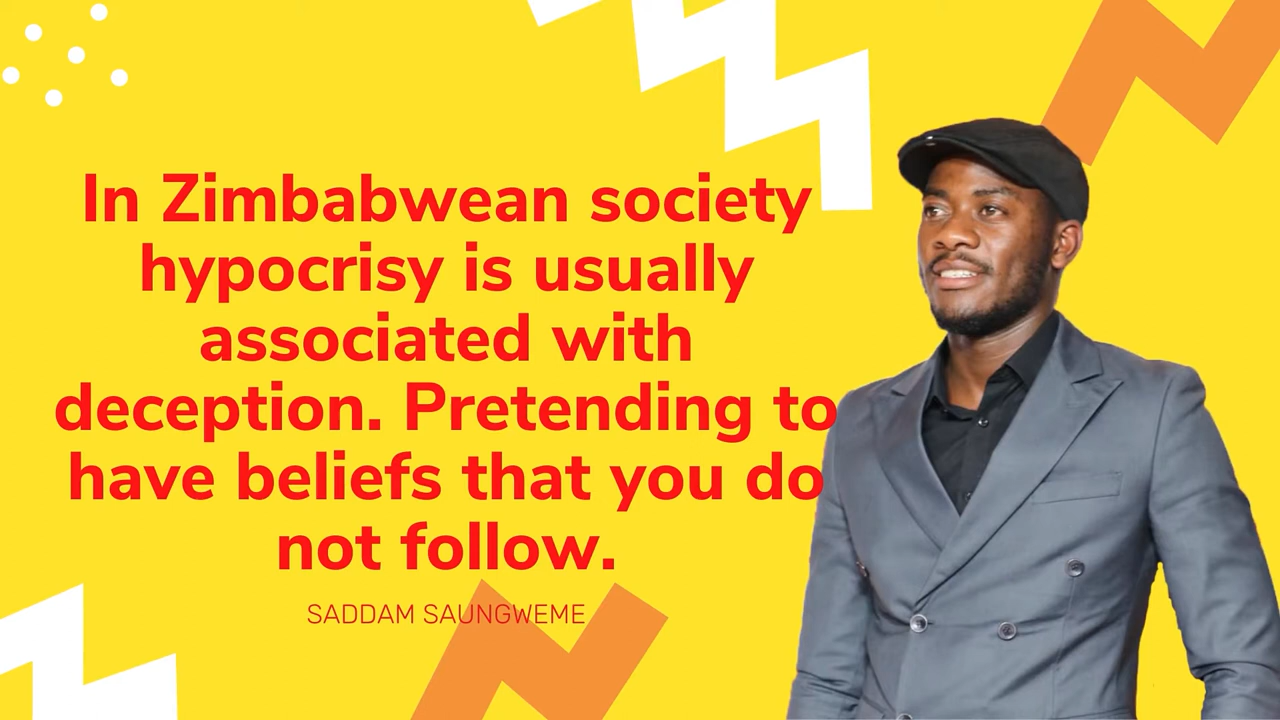 In Zimbabwean society
hypocrisy is usually
associated with
deception. Pretending to
have beliefs that you do
not follow.
SADDAM SAUNGWEME